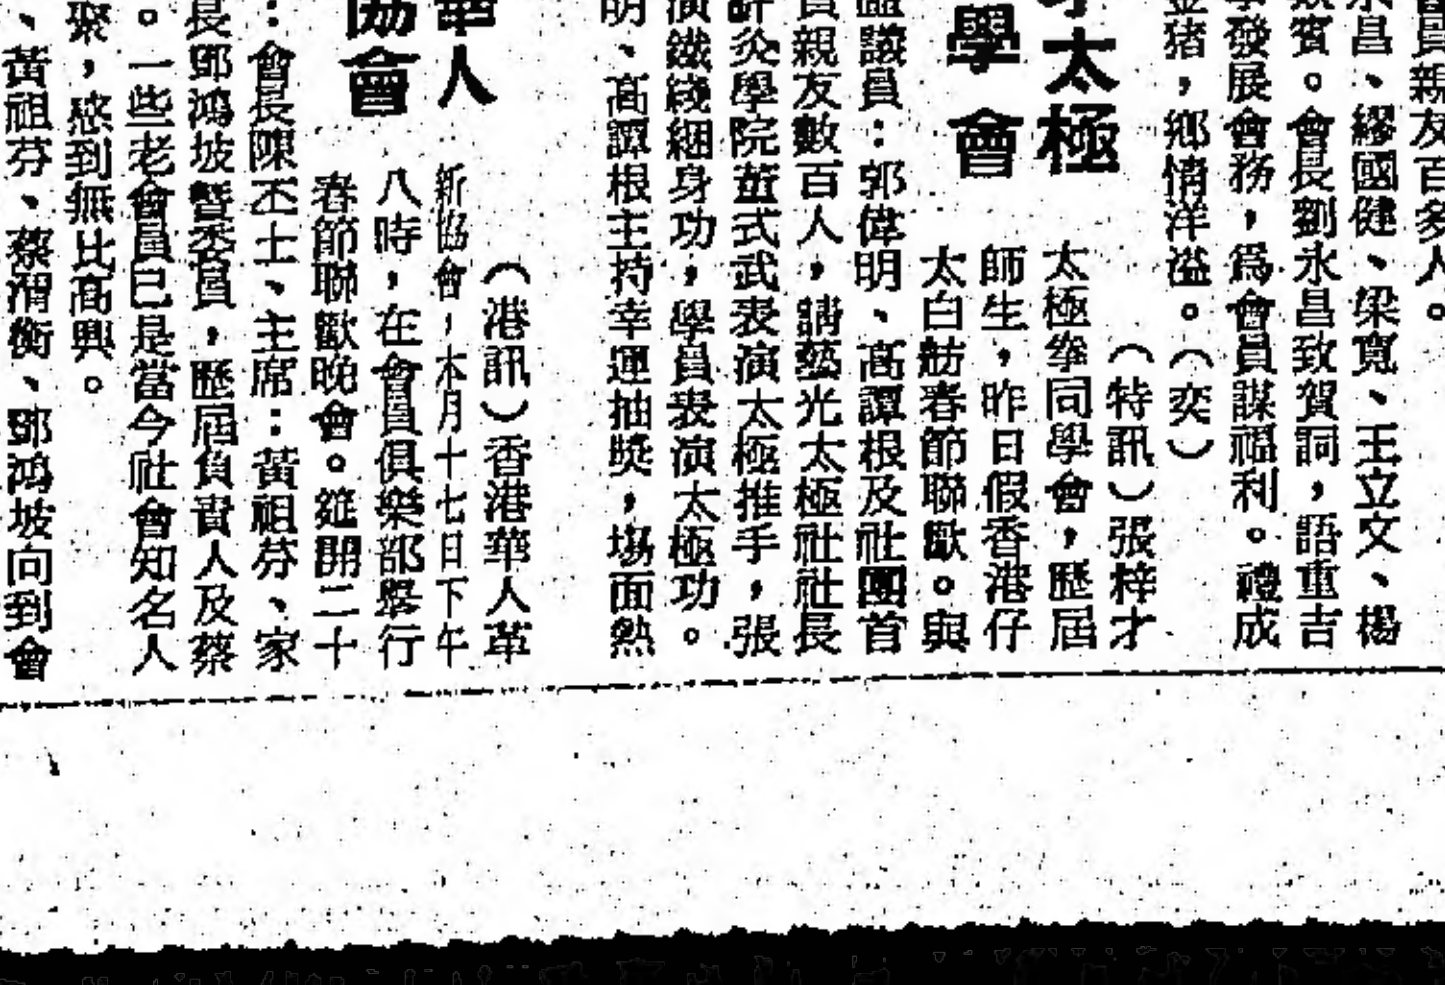 會員親友百多人。
永昌、繆國健、梁寬、王立文、楊
賓。會長劉永昌致賀詞，語重吉
發展會務，爲會員謀福利。禮成
金猪，鄉情洋溢。（奕）
才太極
學會
（特訊）張梓才
太極拳同學會，歷屆
師生，昨日假香港仔
太白舫春節聯歡。與
議員：郭偉明、高譚根及社團首
員親友數百人，請藝光太極社社長
許炎學院董式武表演太極推手，張
演鐵綫綑身功，學員表演太極功。
明、高譚根主持幸運抽獎，場面熱
華人
協會
（港訊）香港華人革
新協會，本月十七日下午
八時，在會員俱樂部舉行
春節聯歡晚會。筵開二十
：會長陳丕士、主席：黃祖芬、家
長鄧鴻坡暨委員，歷屆負責人及蔡
。一些老會員已是當今社會知名人
聚，感到無比高興。
、黃祖芬、蔡渭衡、鄧鴻坡向到會